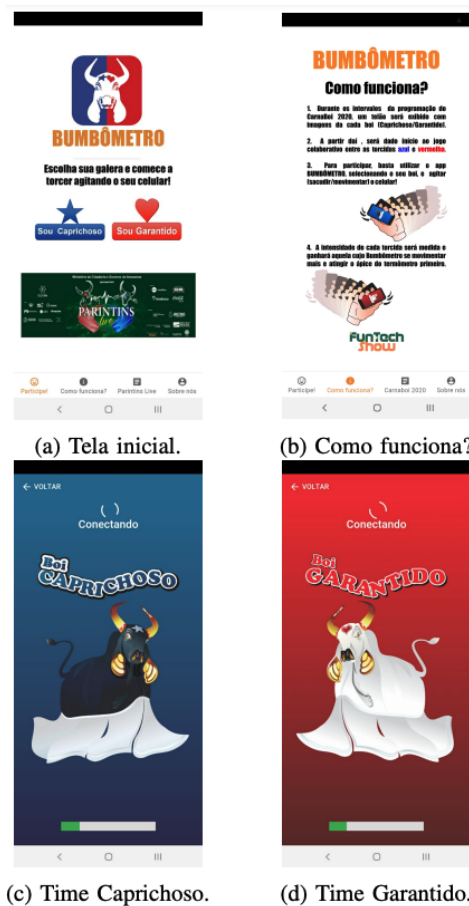 BUMBÔMETRO
Escolha sua galera e comece a
torcer agitando o seu celular!
Sou Caprichoso
Sou Garantido
PARINTINS
live
Participe!
Como funciona?
Parintins Live
Sobre nós
(a) Tela inicial.
BUMBÔMETRO
Como funciona?
1. Durante os intervalos da programação do
CarnaBoi 2020, um telão será exibido com
imagens de cada boi (Caprichoso/Garantido).
2. A partir daí , será dado início ao jogo
colaborativo entre as torcidas azul e vermelha.
3. Para participar, basta utilizar o app
BUMBÔMETRO, selecionando o seu boi, e agitar
(sacudir/movimentar) o celular!
4. A intensidade de cada torcida será medida e
ganhará aquela cujo Bumbômetro se movimentar
mais e atingir o ápice do termômetro primeiro.
FunTech
Show
Participe!
Como funciona?
Carnaboi 2020
Sobre nós
(b) Como funciona?
← VOLTAR
Conectando
Boi
CAPRICHOSO
(c) Time Caprichoso.
← VOLTAR
Conectando
Boi
GARANTIDO
(d) Time Garantido.